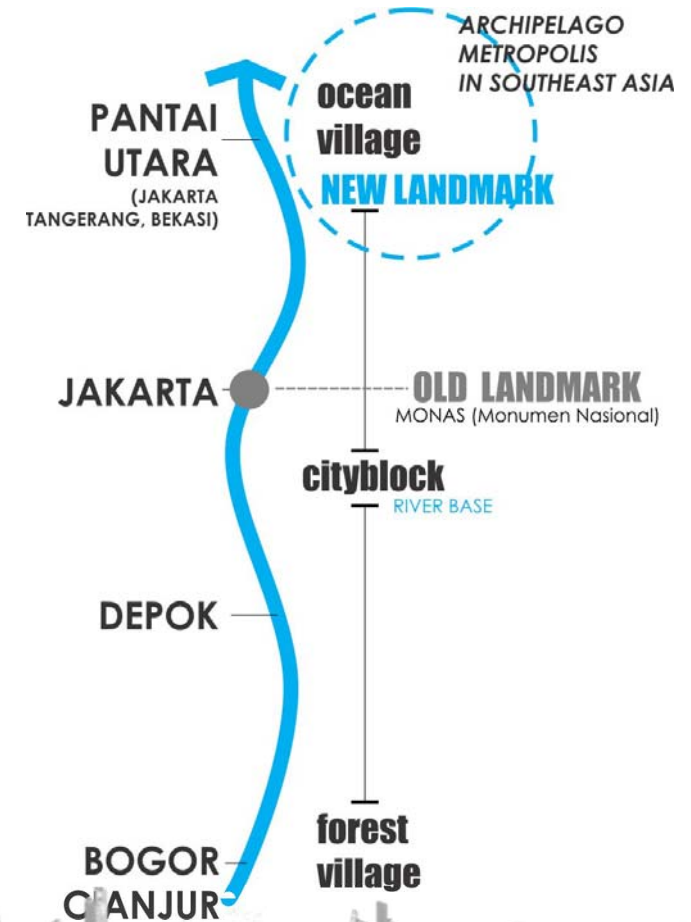 ARCHIPELAGO
METROPOLIS
IN SOUTHEAST ASIA
ocean
village
NEW LANDMARK
PANTAI
UTARA
(JAKARTA
TANGERANG, BEKASI)
JAKARTA
OLD LANDMARK
MONAS (Monumen Nasional)
cityblock
RIVER BASE
DEPOK
forest
village
BOGOR
CIANJUR